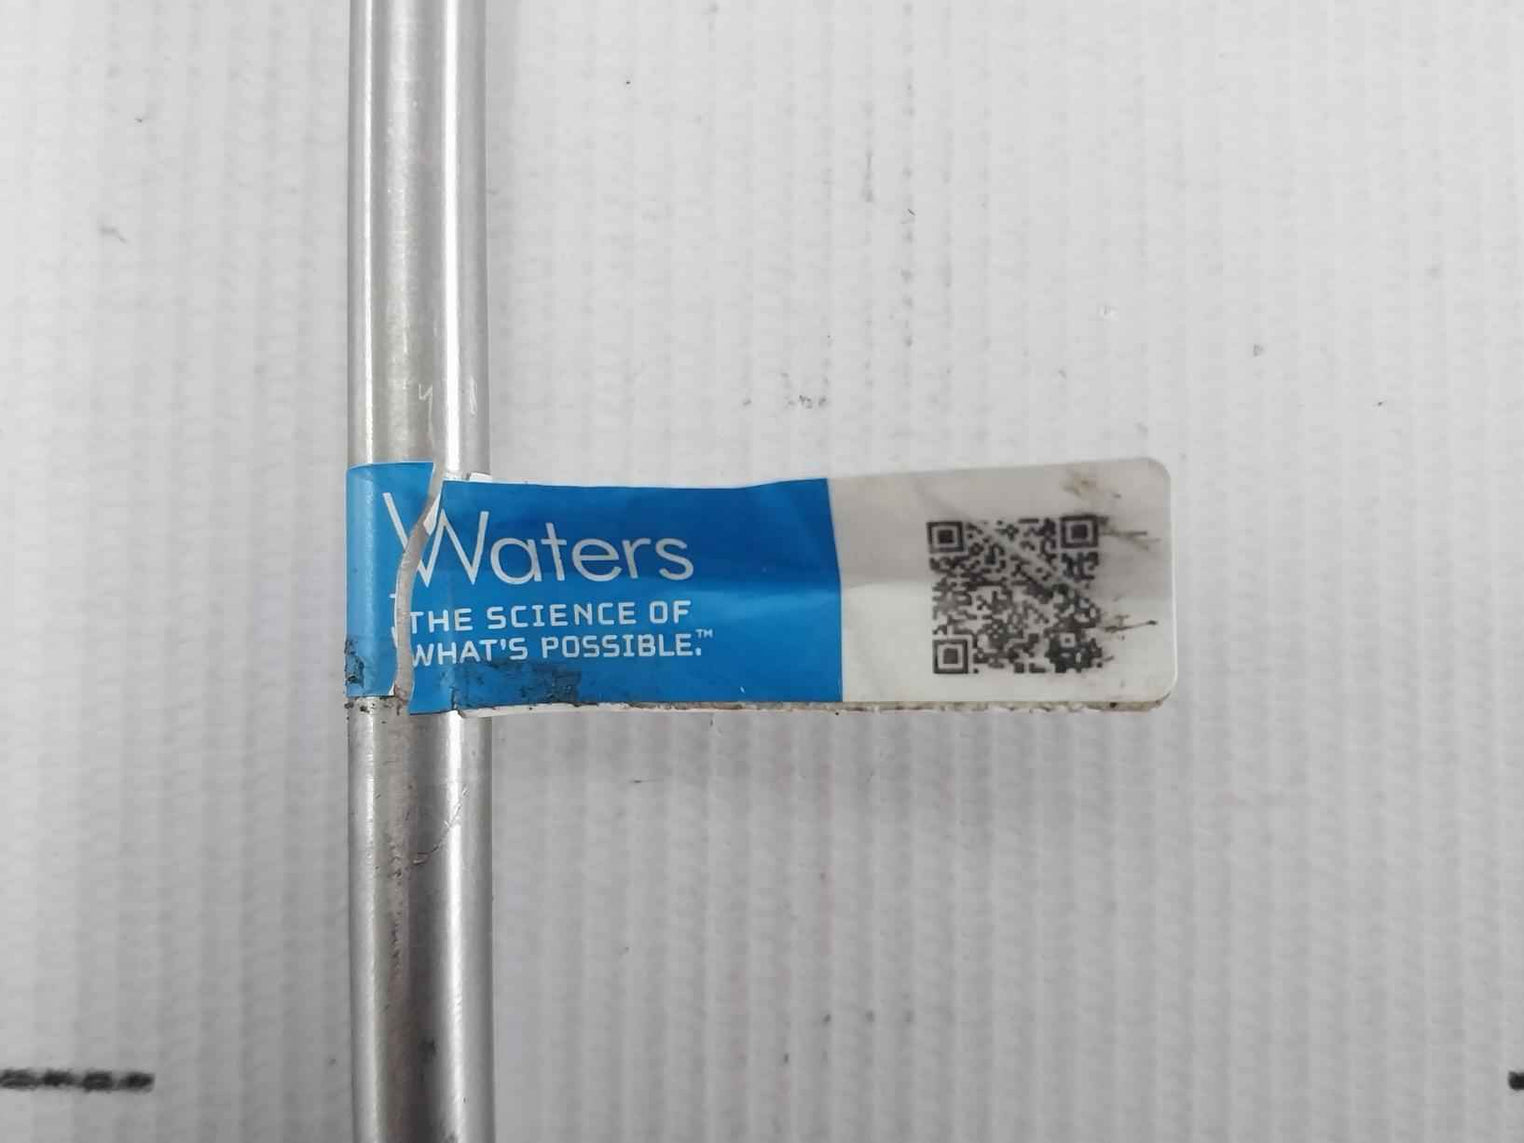 Waters
THE SCIENCE OF
WHAT'S POSSIBLE.™